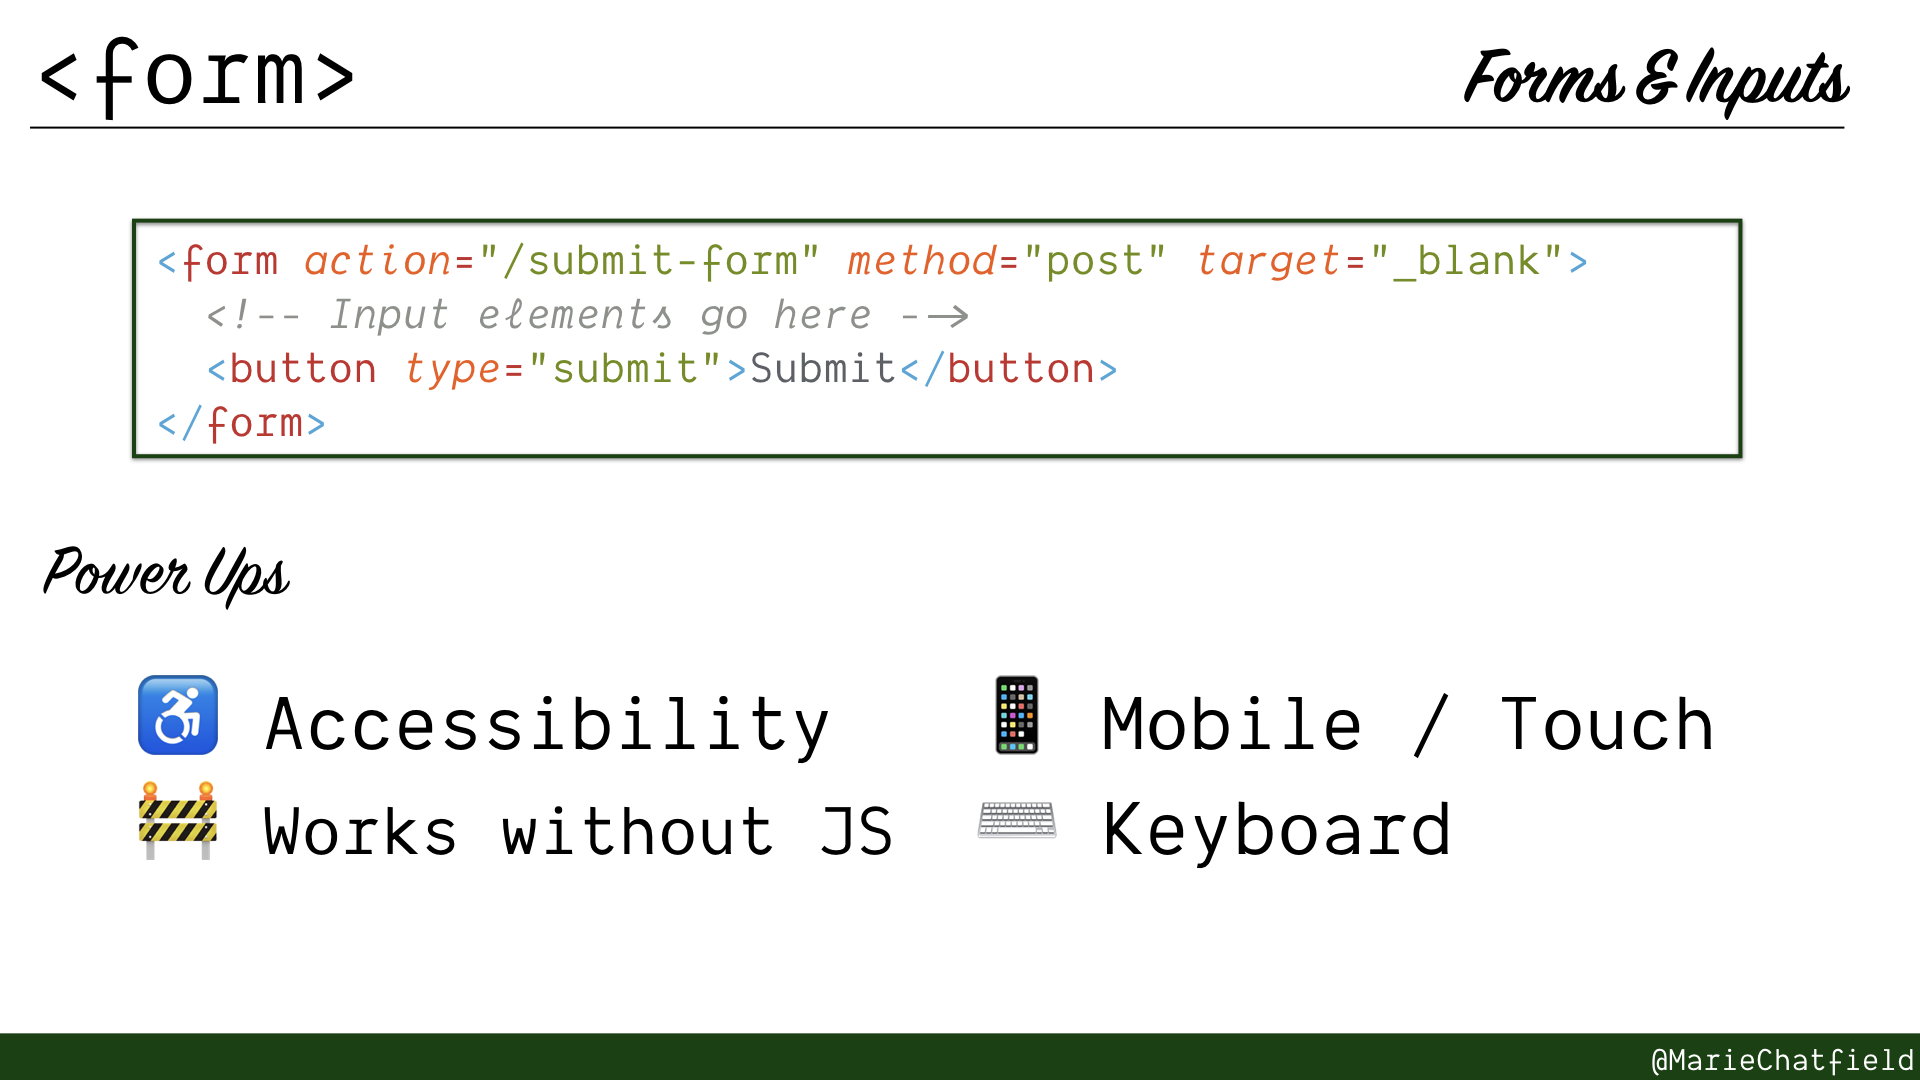 <form>
Forms & Inputs
<form action="/submit-form" method="post" target="_blank">
<!-- Input elements go here -->
<button type="submit">Submit</button>
</form>
Power Ups
Accessibility
Mobile / Touch
Works without JS
Keyboard
@MarieChatfield